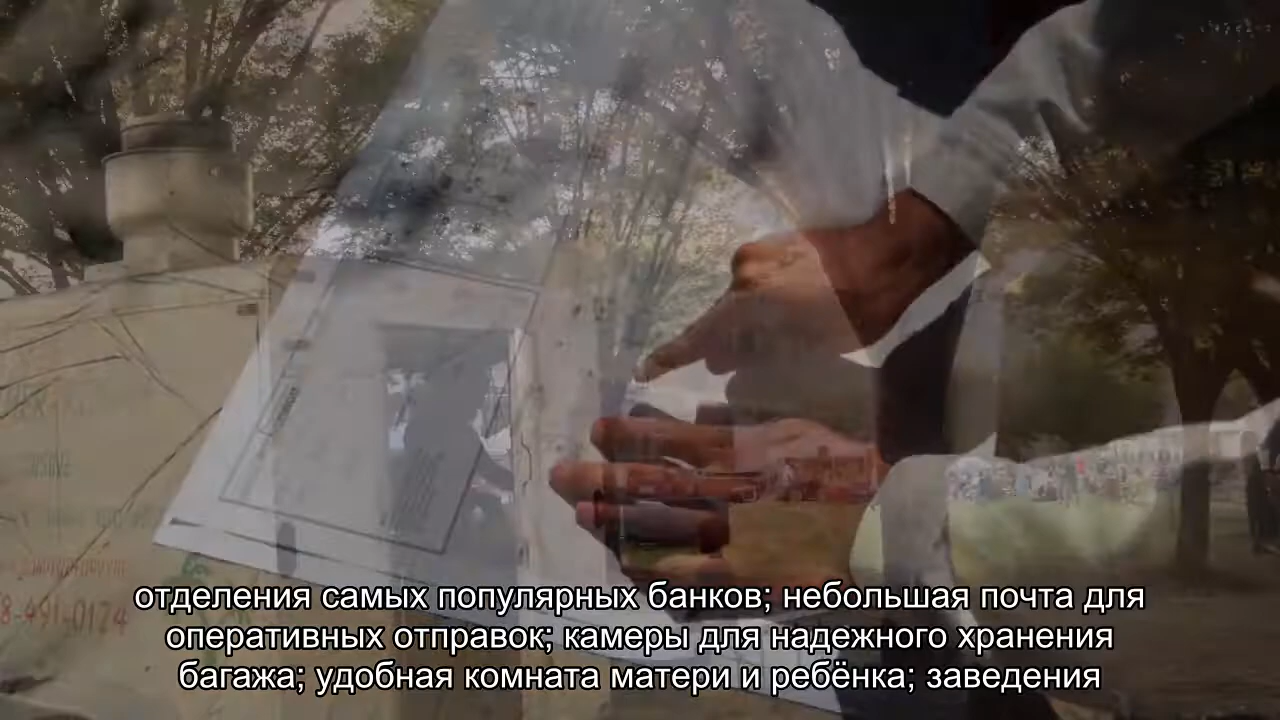 отделения самых популярных банков; небольшая почта для
оперативных отправок; камеры для надежного хранения
багажа; удобная комната матери и ребёнка; заведения